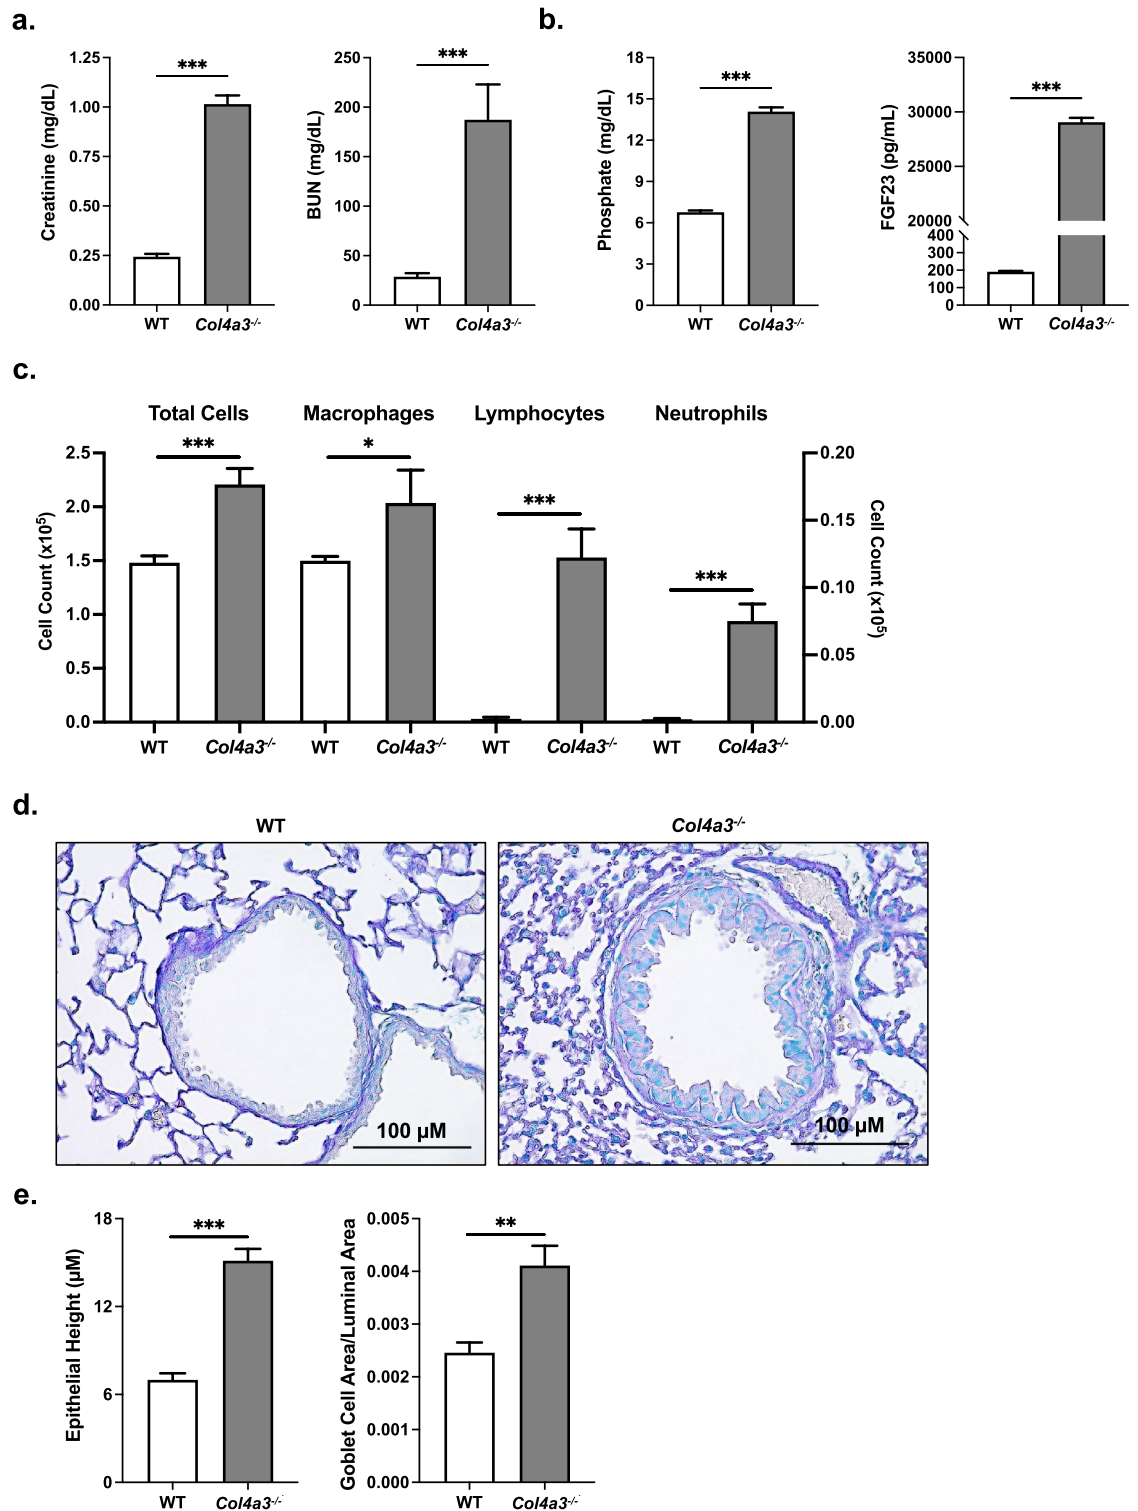 a.
b.
Creatinine (mg/dL)
1.25
1.00
0.75
0.50
0.25
0.00
***
WT
Col4a3-/-
BUN (mg/dL)
250
200
150
100
50
0
***
WT
Col4a3-/-
Phosphate (mg/dL)
18
15
12
9
6
3
0
***
WT
Col4a3-/-
FGF23 (pg/mL)
35000
30000
25000
20000
400
300
200
100
0
***
WT
Col4a3-/-
c.
Total Cells
Macrophages
Lymphocytes
Neutrophils
Cell Count (x10⁵)
2.5
2.0
1.5
1.0
0.5
0.0
***
*
***
***
0.20
0.15
0.10
0.05
0.00
Cell Count (x10⁵)
WT
Col4a3-/-
WT
Col4a3-/-
WT
Col4a3-/-
WT
Col4a3-/-
d.
WT
Col4a3-/-
100 µM
100 µM
e.
Epithelial Height (µM)
18
12
6
0
***
WT
Col4a3-/-
Goblet Cell Area/Luminal Area
0.005
0.004
0.003
0.002
0.001
0.000
**
WT
Col4a3-/-